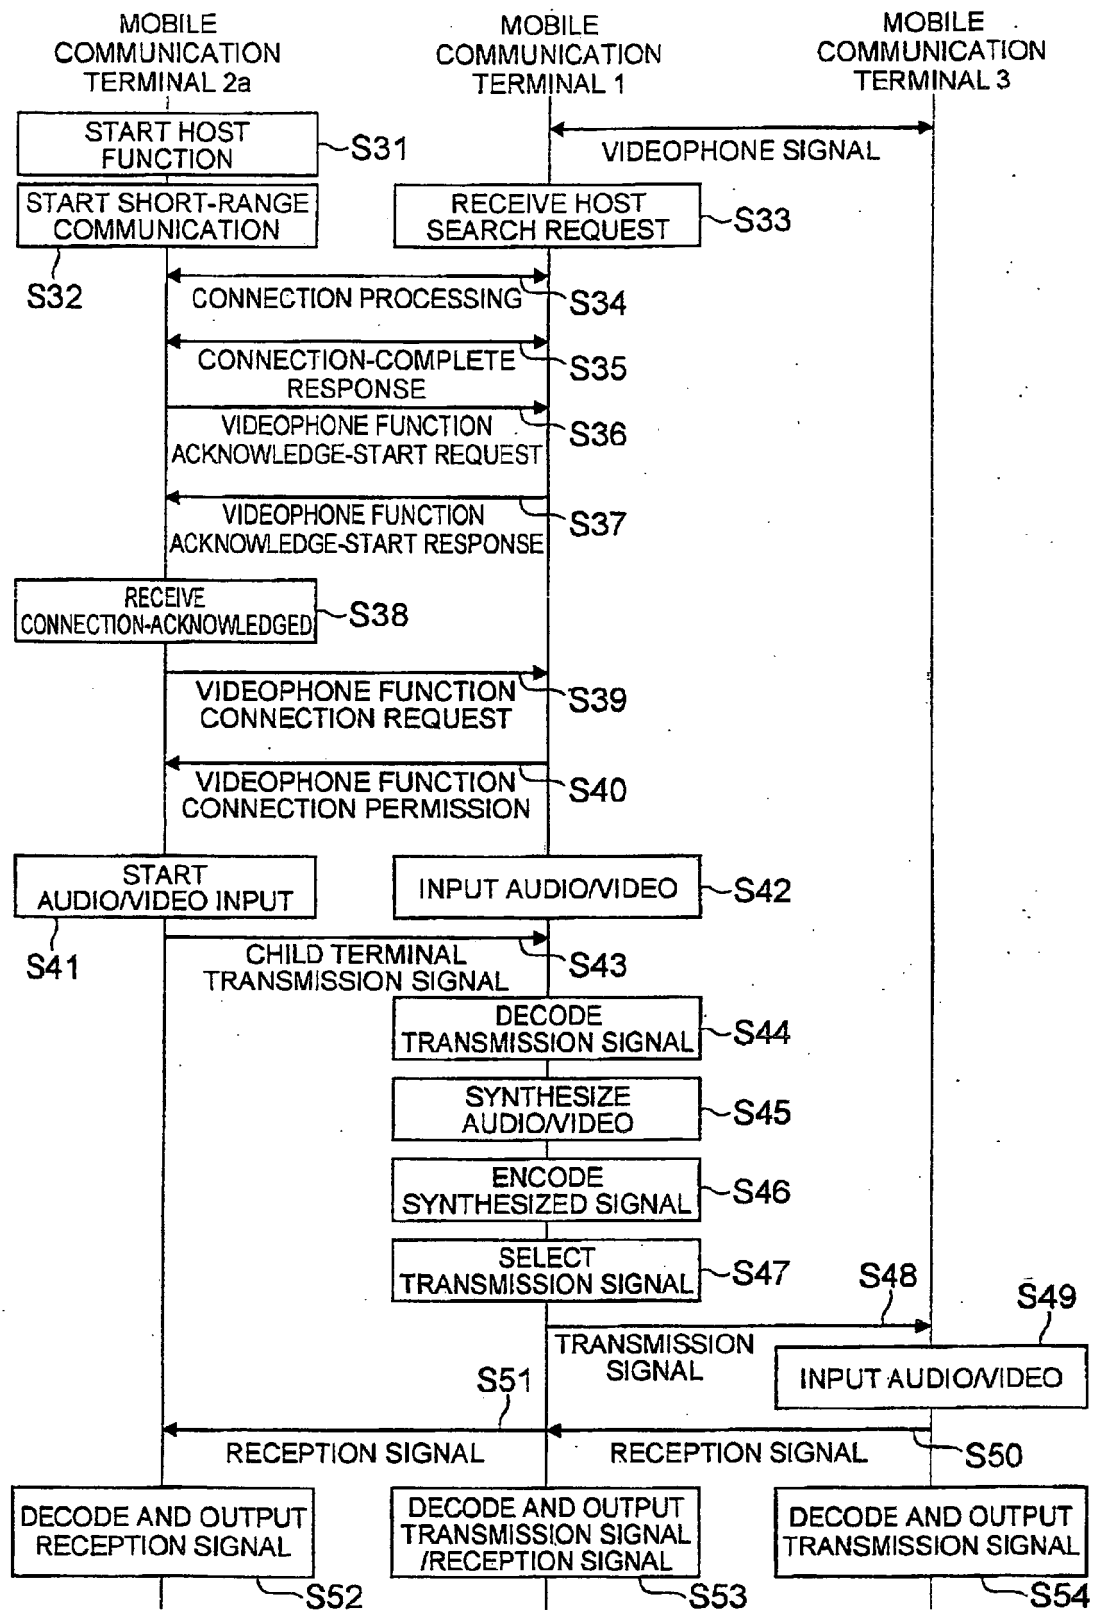 MOBILE
COMMUNICATION
TERMINAL 2a
MOBILE
COMMUNICATION
TERMINAL 1
MOBILE
COMMUNICATION
TERMINAL 3
START HOST
FUNCTION
S31
VIDEOPHONE SIGNAL
START SHORT-RANGE
COMMUNICATION
S32
RECEIVE HOST
SEARCH REQUEST
S33
CONNECTION PROCESSING
S34
CONNECTION-COMPLETE
RESPONSE
S35
VIDEOPHONE FUNCTION
ACKNOWLEDGE-START REQUEST
S36
VIDEOPHONE FUNCTION
ACKNOWLEDGE-START RESPONSE
S37
RECEIVE
CONNECTION-ACKNOWLEDGED
S38
VIDEOPHONE FUNCTION
CONNECTION REQUEST
S39
VIDEOPHONE FUNCTION
CONNECTION PERMISSION
S40
START
AUDIO/VIDEO INPUT
S41
INPUT AUDIO/VIDEO
S42
CHILD TERMINAL
TRANSMISSION SIGNAL
S43
DECODE
TRANSMISSION SIGNAL
S44
SYNTHESIZE
AUDIO/VIDEO
S45
ENCODE
SYNTHESIZED SIGNAL
S46
SELECT
TRANSMISSION SIGNAL
S47
S48
TRANSMISSION
SIGNAL
S49
INPUT AUDIO/VIDEO
S51
RECEPTION SIGNAL
RECEPTION SIGNAL
S50
DECODE AND OUTPUT
RECEPTION SIGNAL
S52
DECODE AND OUTPUT
TRANSMISSION SIGNAL
/RECEPTION SIGNAL
S53
DECODE AND OUTPUT
TRANSMISSION SIGNAL
S54